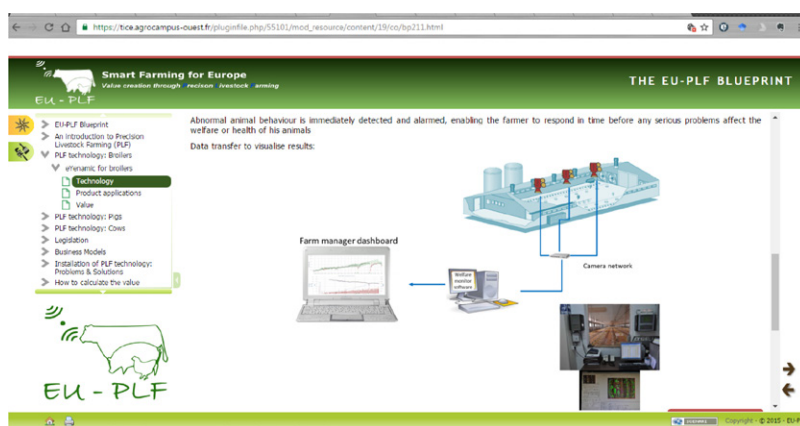 https://tice.agrocampus-ouest.fr/pluginfile.php/55101/mod_resource/content/19/co/bp211.html
Smart Farming for Europe
Value creation through Precision Livestock Farming
EU - PLF
THE EU-PLF BLUEPRINT
EU-PLF Blueprint
An introduction to Precision
Livestock Farming (PLF)
PLF technology: Broilers
eYenamic for broilers
Technology
Product applications
Value
PLF technology: Pigs
PLF technology: Cows
Legislation
Business Models
Installation of PLF technology:
Problems & Solutions
How to calculate the value
EU - PLF
Abnormal animal behaviour is immediately detected and alarmed, enabling the farmer to respond in time before any serious problems affect the
welfare or health of his animals
Data transfer to visualise results:
Farm manager dashboard
Welfare
monitor
software
Camera network
Copyright - © 2015 - EU-P